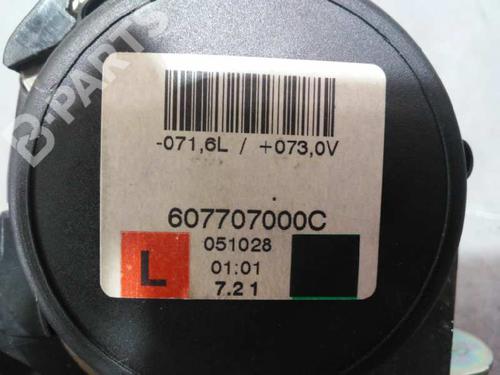 B-PARTS
-071,6L / +073,0V
607707000C
L
051028
01:01
7.2 1